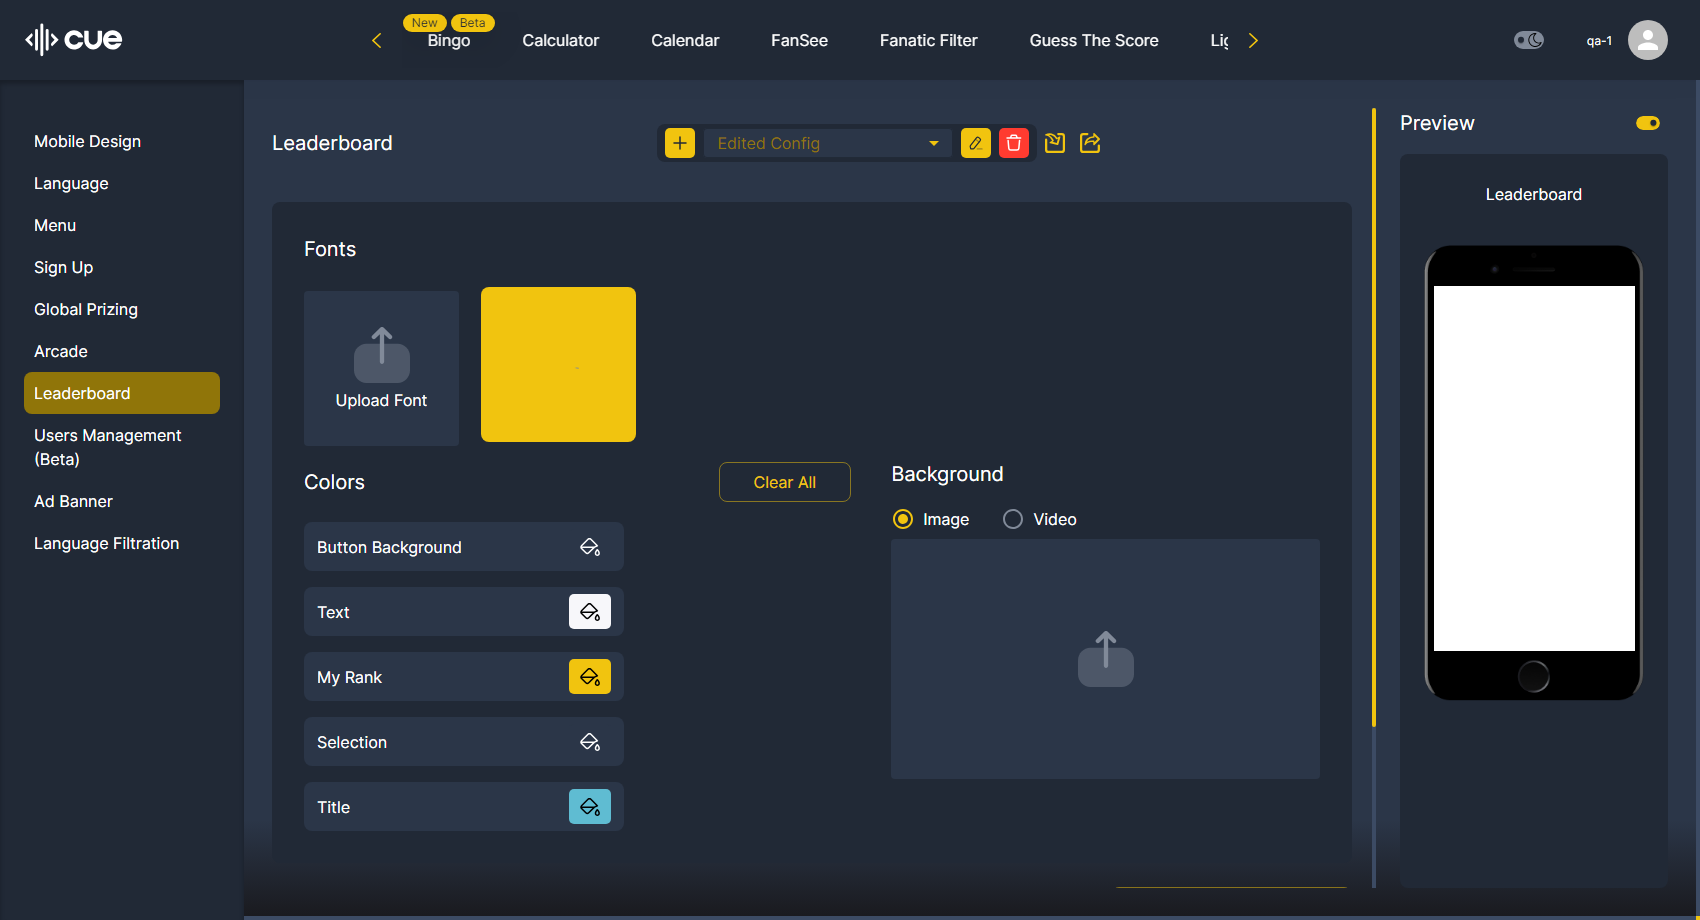 cue
New
Beta
Bingo
Calculator
Calendar
FanSee
Fanatic Filter
Guess The Score
qa-1
Mobile Design
Language
Menu
Sign Up
Global Prizing
Arcade
Leaderboard
Users Management
(Beta)
Ad Banner
Language Filtration
Leaderboard
Edited Config
Fonts
Upload Font
Colors
Clear All
Button Background
Text
My Rank
Selection
Title
Background
Image
Video
Preview
Leaderboard